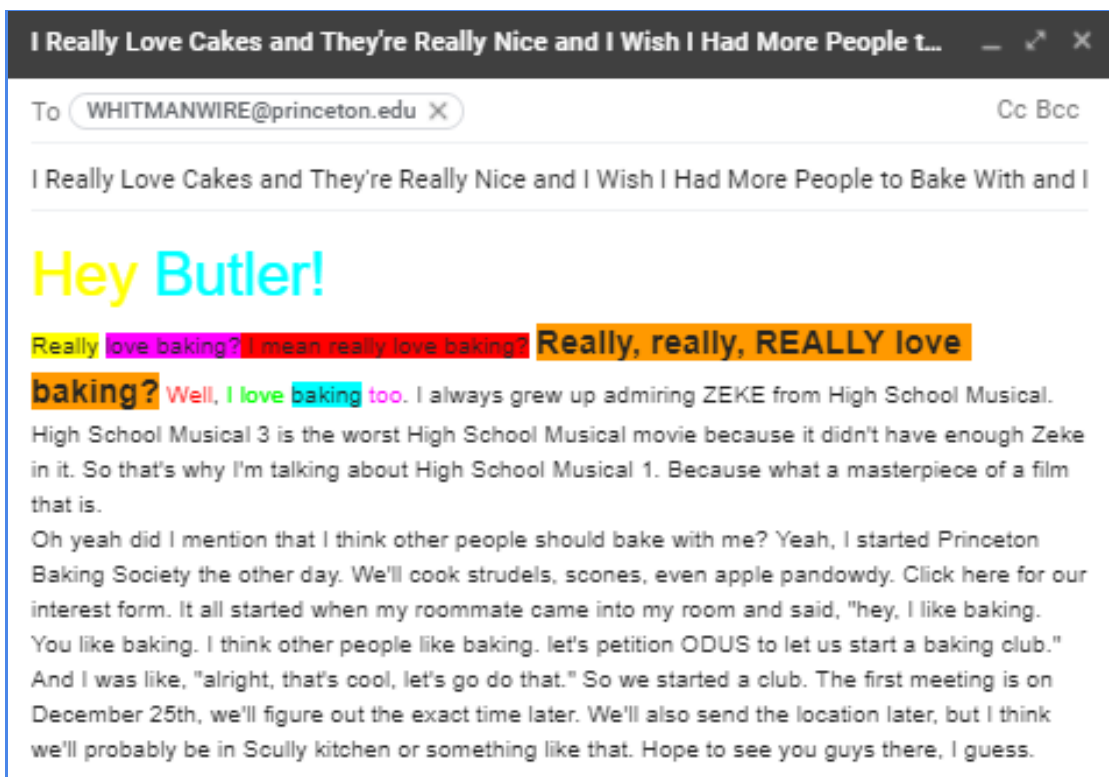 I Really Love Cakes and They're Really Nice and I Wish I Had More People t...
To WHITMANWIRE@princeton.edu Cc Bcc
I Really Love Cakes and They're Really Nice and I Wish I Had More People to Bake With and I
Hey Butler!
Really love baking? I mean really love baking? Really, really, REALLY love
baking? Well, I love baking too. I always grew up admiring ZEKE from High School Musical.
High School Musical 3 is the worst High School Musical movie because it didn't have enough Zeke
in it. So that's why I'm talking about High School Musical 1. Because what a masterpiece of a film
that is.
Oh yeah did I mention that I think other people should bake with me? Yeah, I started Princeton
Baking Society the other day. We'll cook strudels, scones, even apple pandowdy. Click here for our
interest form. It all started when my roommate came into my room and said, "hey, I like baking.
You like baking. I think other people like baking. let's petition ODUS to let us start a baking club."
And I was like, "alright, that's cool, let's go do that." So we started a club. The first meeting is on
December 25th, we'll figure out the exact time later. We'll also send the location later, but I think
we'll probably be in Scully kitchen or something like that. Hope to see you guys there, I guess.